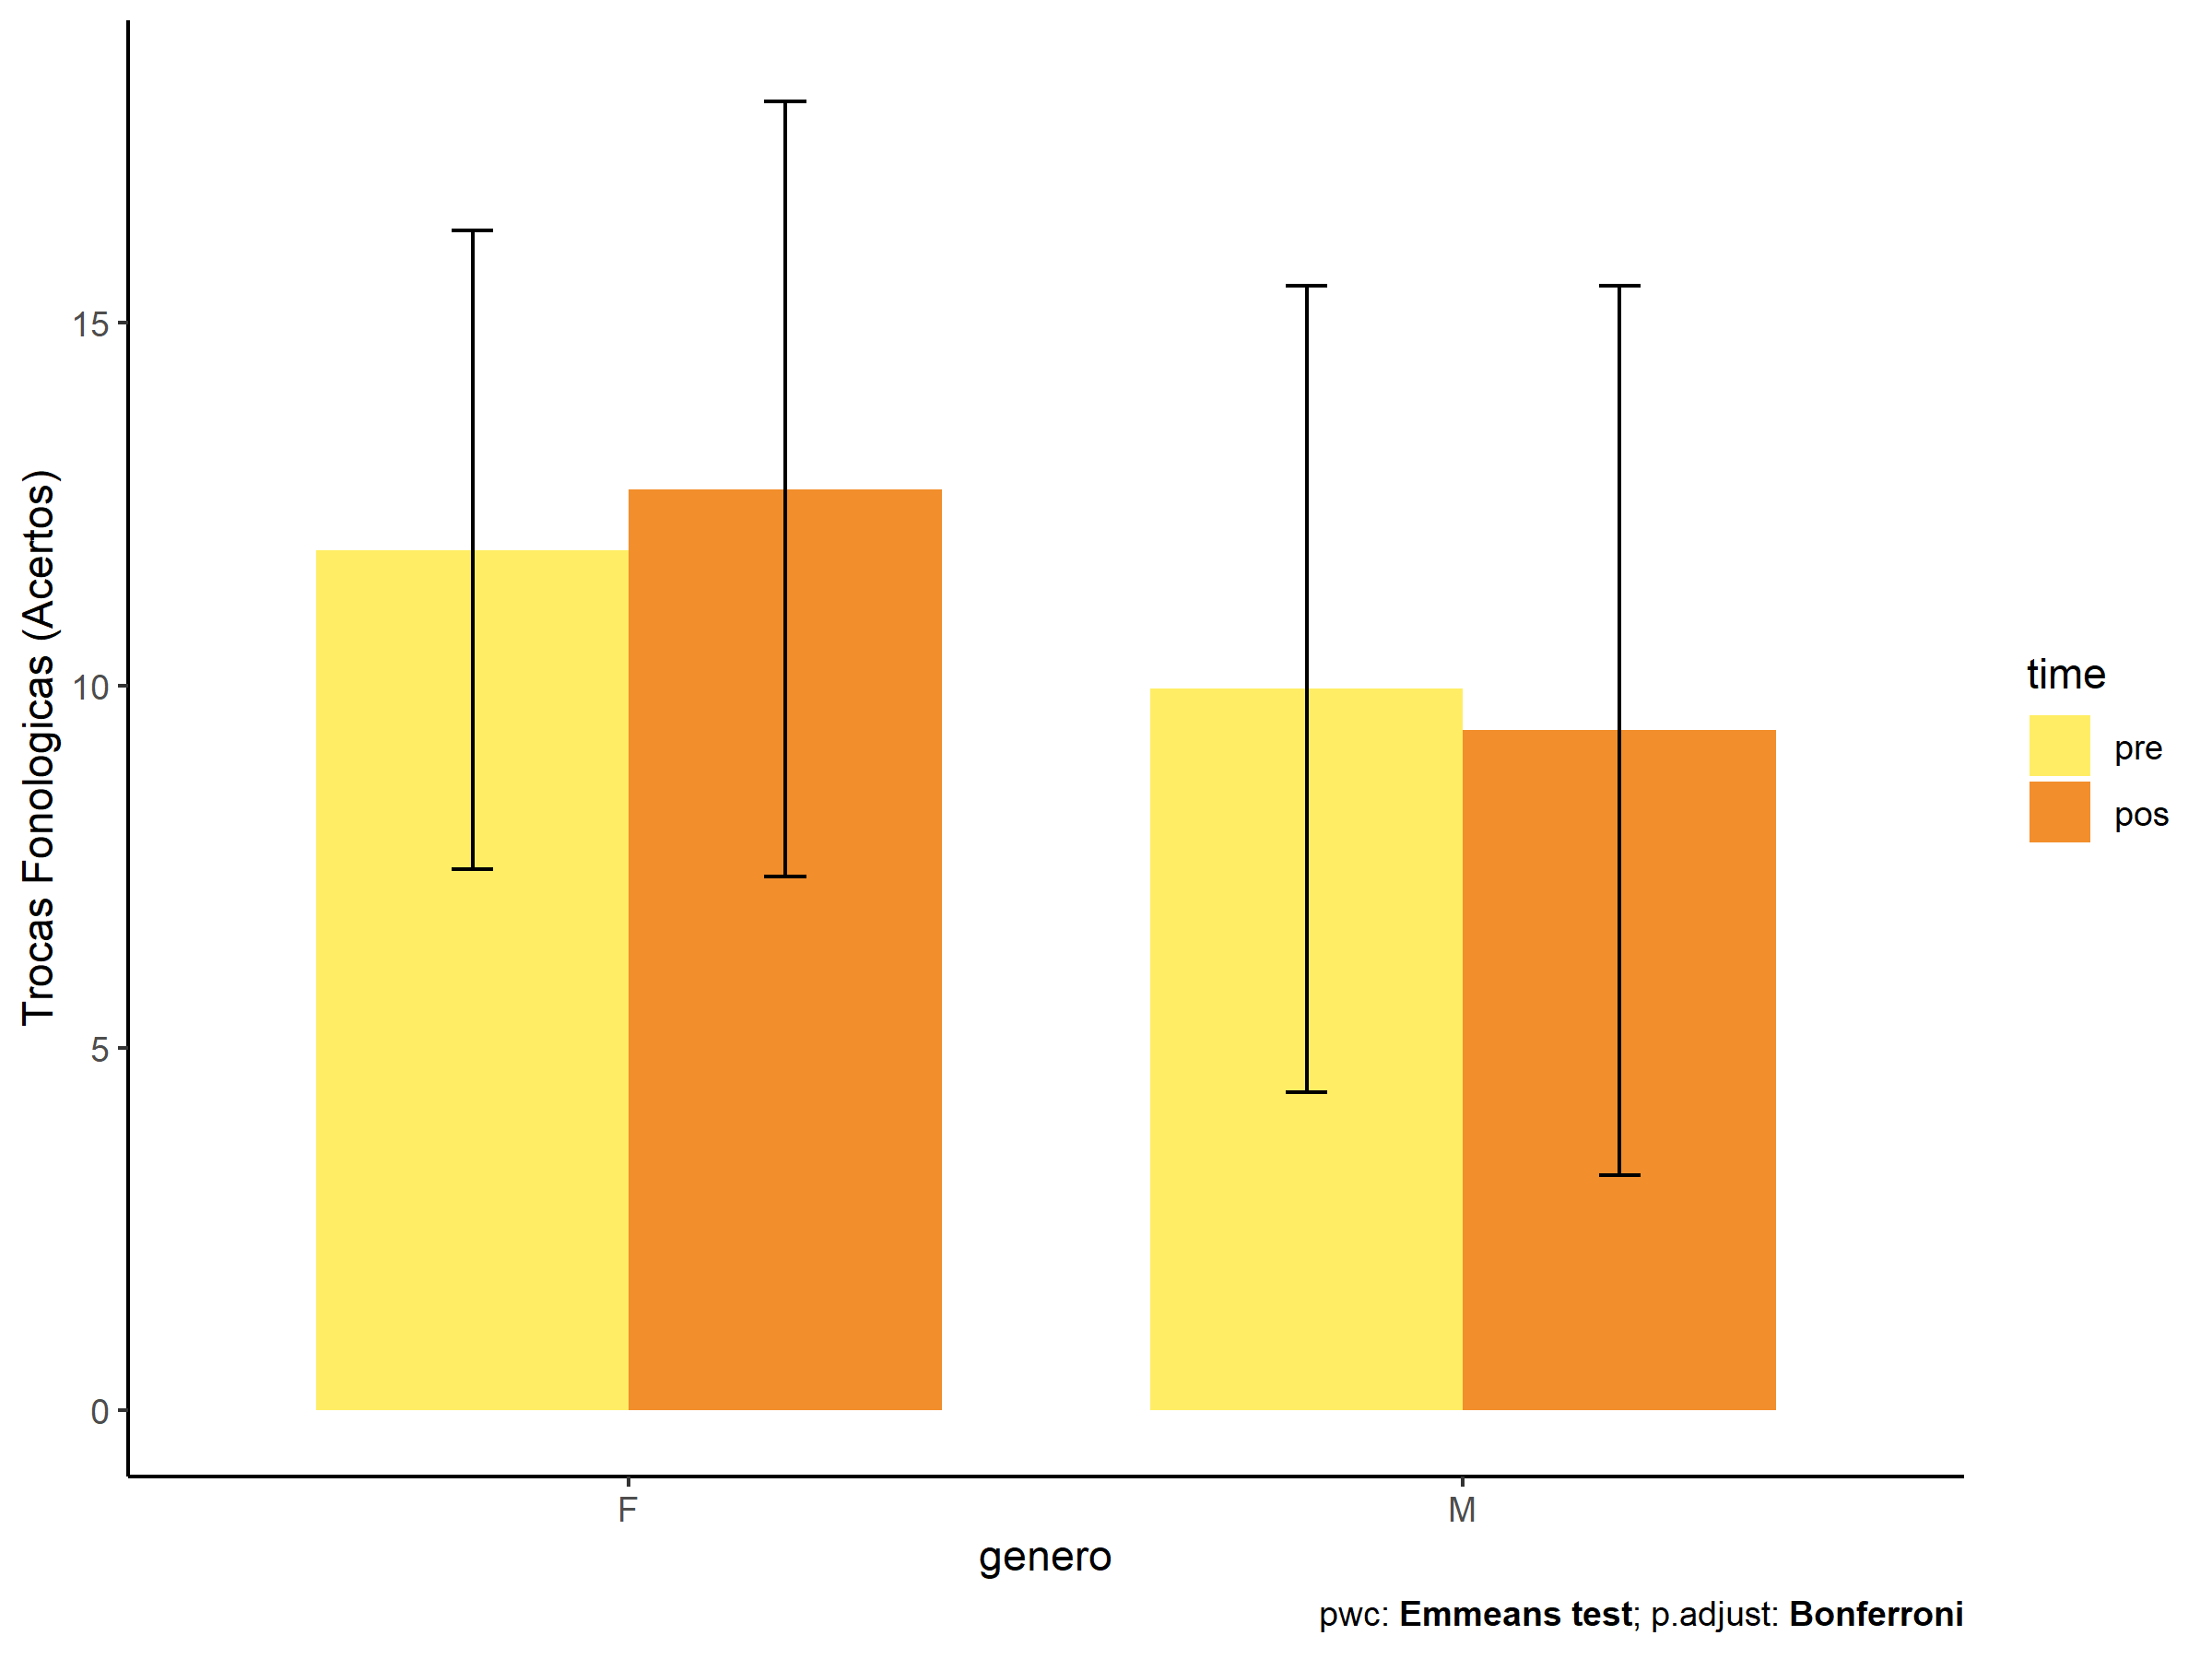 Trocas Fonologicas (Acertos)
15
10
5
0
F
M
genero
time
pre
pos
pwc: Emmeans test; p.adjust: Bonferroni